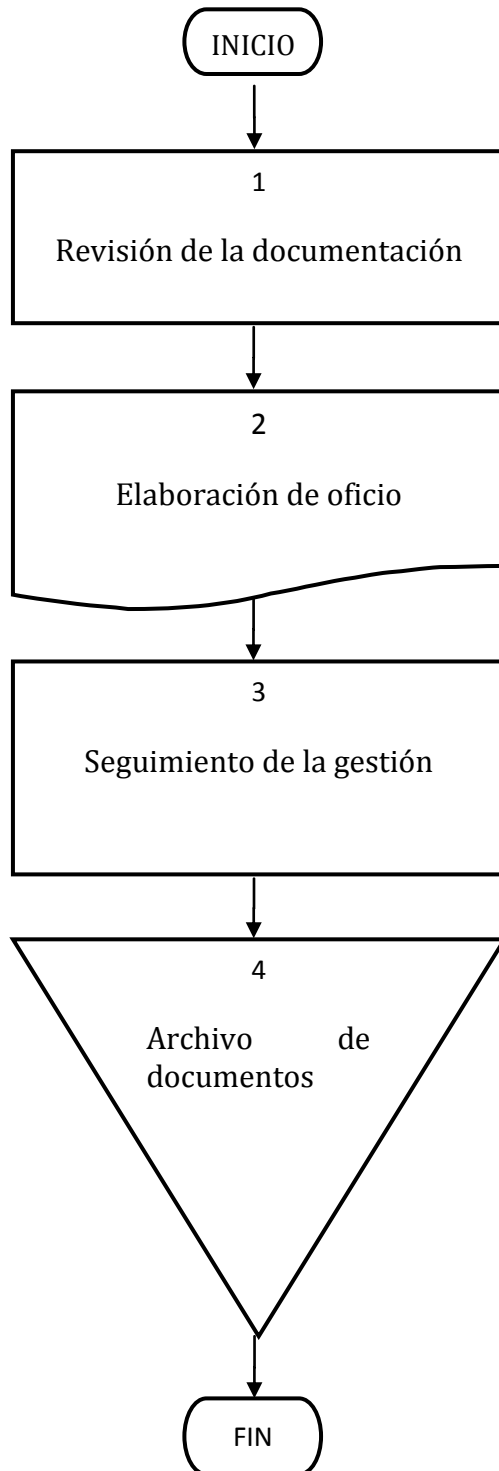 INICIO
1
Revisión de la documentación
2
Elaboración de oficio
3
Seguimiento de la gestión
4
Archivo de
documentos
FIN